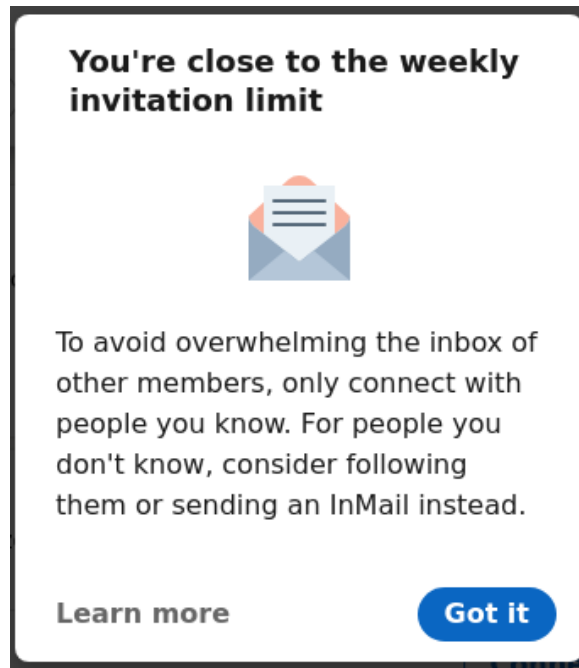 You're close to the weekly
invitation limit
To avoid overwhelming the inbox of
other members, only connect with
people you know. For people you
don't know, consider following
them or sending an InMail instead.
Learn more
Got it